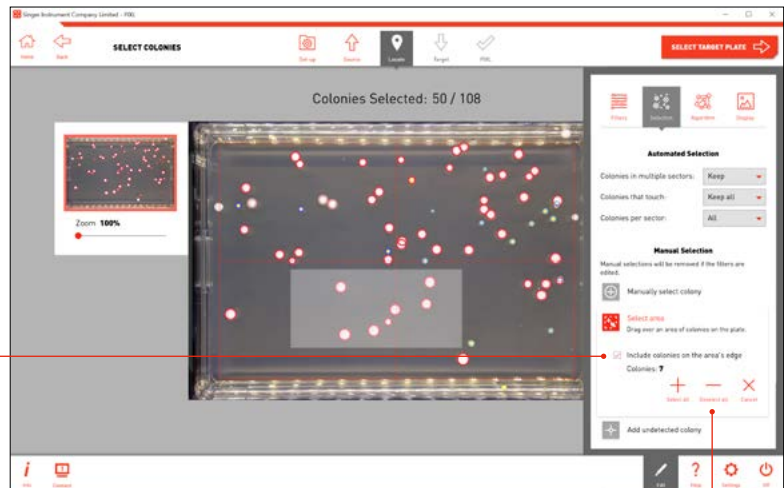 Singer Instrument Company Limited - PIXL
Home
Back
SELECT COLONIES
Set-up
Source
Locate
Target
PIXL
SELECT TARGET PLATE
Colonies Selected: 50 / 108
Zoom 100%
Filters
Selection
Algorithm
Display
Automated Selection
Colonies in multiple sectors: Keep
Colonies that touch: Keep all
Colonies per sector: All
Manual Selection
Manual selections will be removed if the filters are
edited.
Manually select colony
Select area
Drag over an area of colonies on the plate.
Include colonies on the area's edge
Colonies: ?
Select all
Deselect all
Cancel
Add undetected colony
i
Info
Connect
Edit
?
Help
Settings
Off